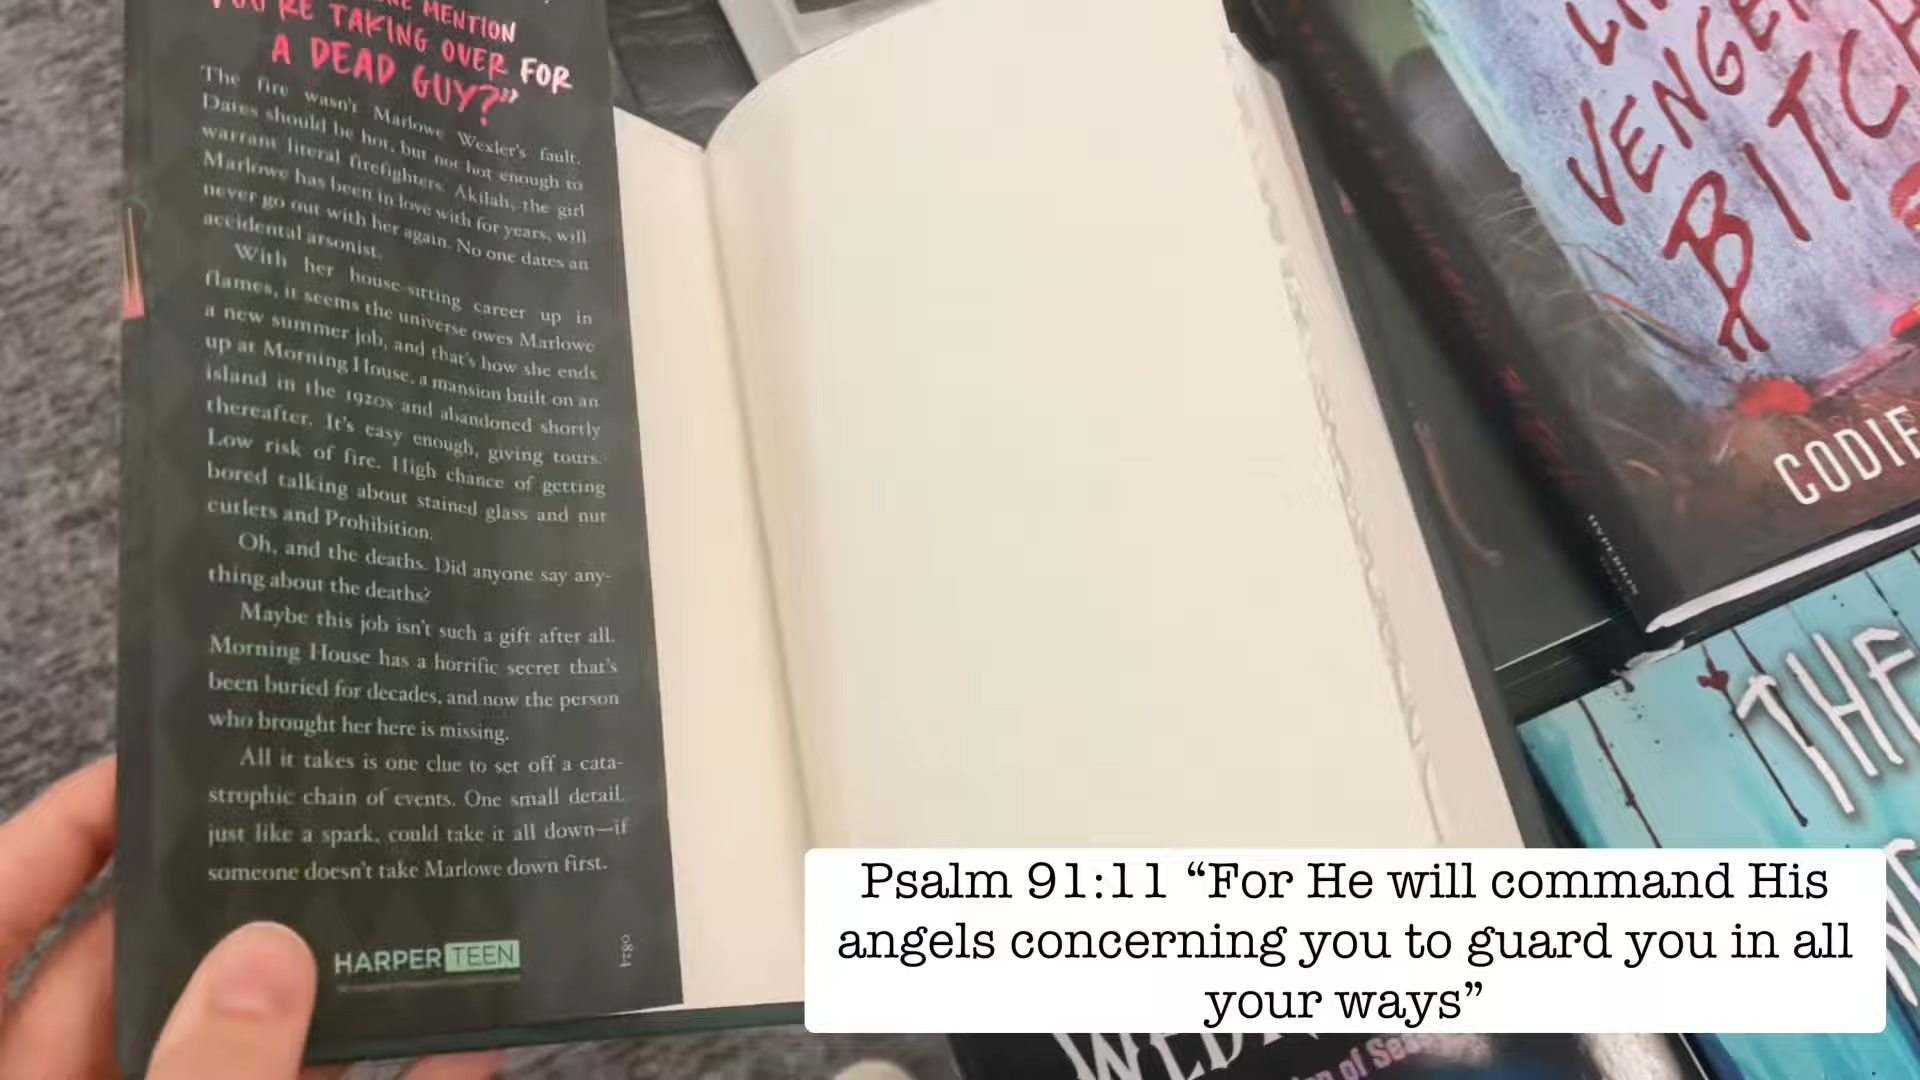 ONE MENTION
YOU'RE TAKING OVER FOR
A DEAD GUY?”
The fire wasn't Marlowe Wexler's fault.
Dates should be hot, but not hot enough to
warrant literal firefighters. Akilah, the girl
Marlowe has been in love with for years, will
never go out with her again. No one dates an
accidental arsonist.
With her house-sitting career up in
flames, it seems the universe owes Marlowe
a new summer job, and that's how she ends
up at Morning House, a mansion built on an
island in the 1920s and abandoned shortly
thereafter. It's easy enough, giving tours.
Low risk of fire. High chance of getting
bored talking about stained glass and nut
cutlets and Prohibition.
Oh, and the deaths. Did anyone say any-
thing about the deaths?
Maybe this job isn't such a gift after all.
Morning House has a horrific secret that's
been buried for decades, and now the person
who brought her here is missing.
All it takes is one clue to set off a cata-
strophic chain of events. One small detail,
just like a spark, could take it all down—if
someone doesn't take Marlowe down first.
HARPER TEEN
0824
VENGE
BITCH
CODIE
HYPERION
THE
of Sea
Psalm 91:11 “For He will command His
angels concerning you to guard you in all
your ways”